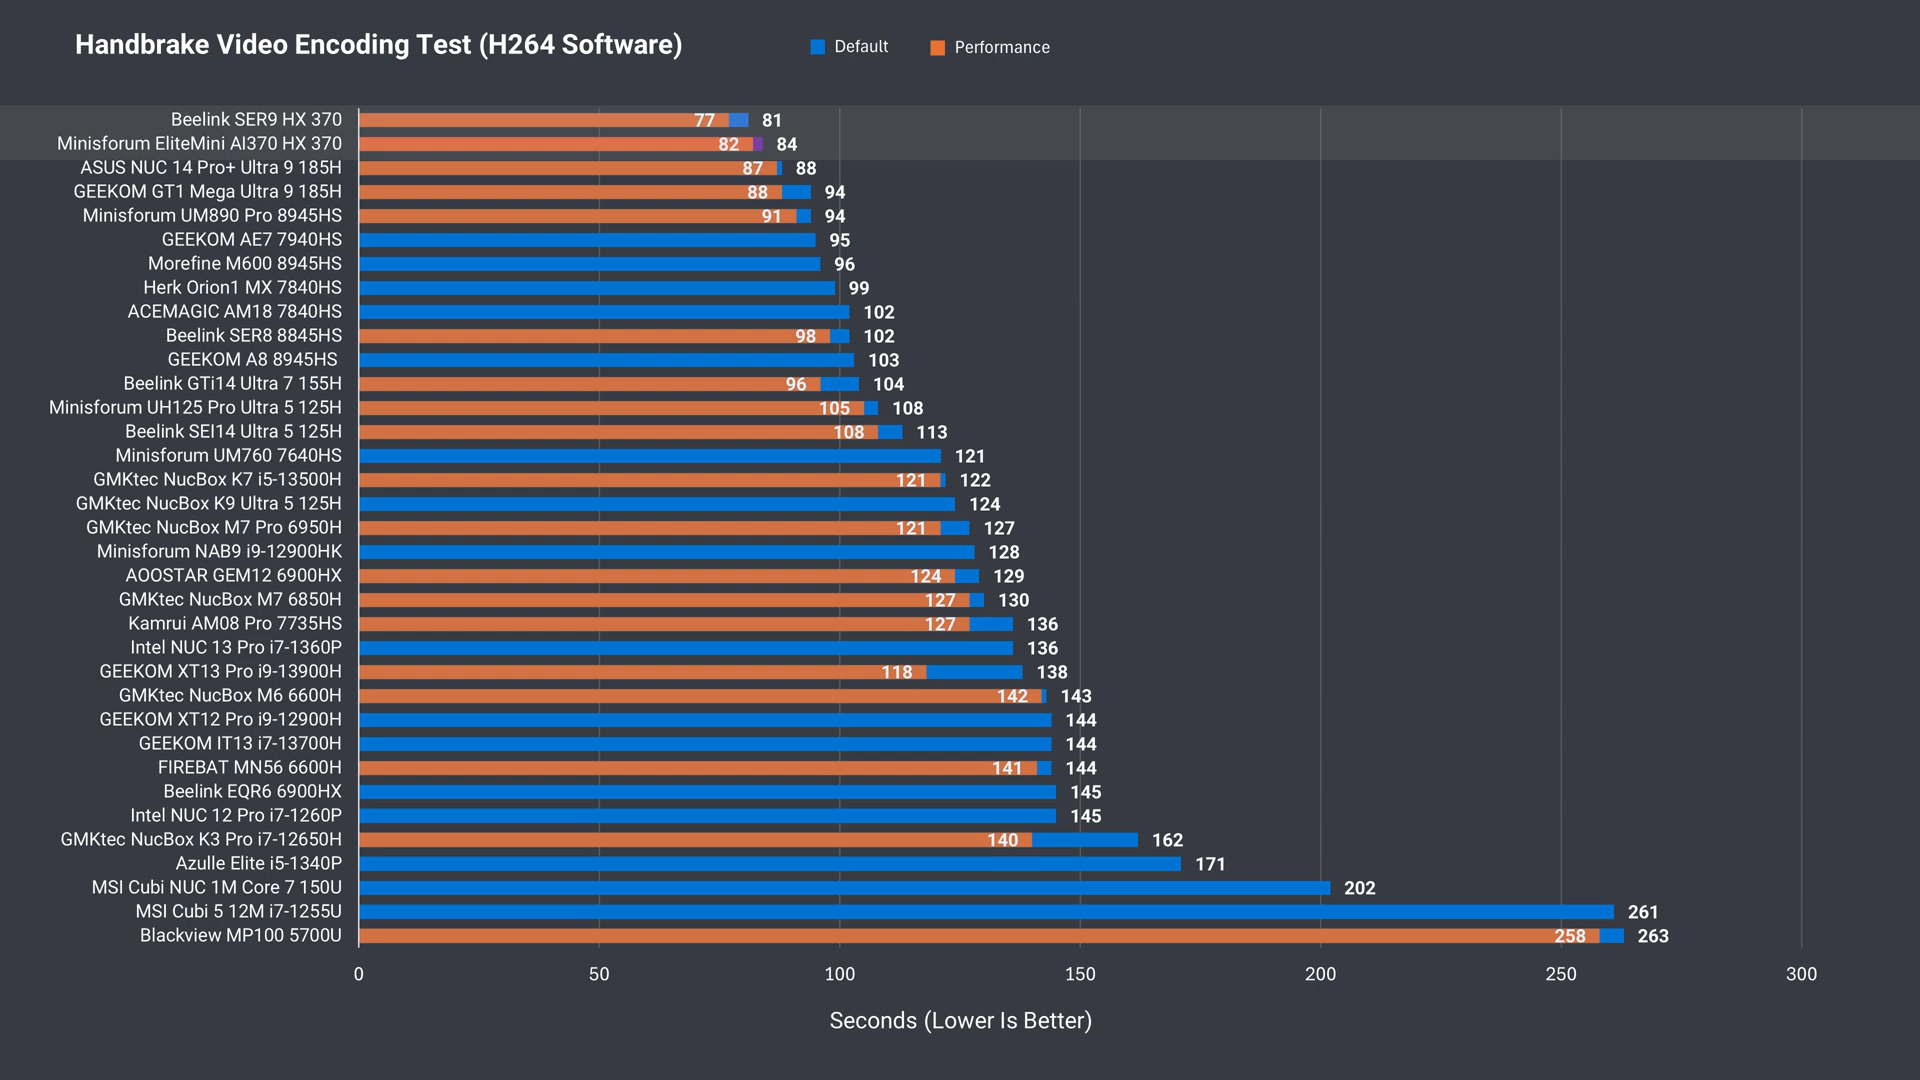 Handbrake Video Encoding Test (H264 Software)
Default
Performance
Beelink SER9 HX 370 77 81
Minisforum EliteMini AI370 HX 370 82 84
ASUS NUC 14 Pro+ Ultra 9 185H 87 88
GEEKOM GT1 Mega Ultra 9 185H 88 94
Minisforum UM890 Pro 8945HS 91 94
GEEKOM AE7 7940HS 95
Morefine M600 8945HS 96
Herk Orion1 MX 7840HS 99
ACEMAGIC AM18 7840HS 102
Beelink SER8 8845HS 98 102
GEEKOM A8 8945HS 103
Beelink GTi14 Ultra 7 155H 96 104
Minisforum UH125 Pro Ultra 5 125H 105 108
Beelink SEI14 Ultra 5 125H 108 113
Minisforum UM760 7640HS 121
GMKtec NucBox K7 i5-13500H 121 122
GMKtec NucBox K9 Ultra 5 125H 124
GMKtec NucBox M7 Pro 6950H 121 127
Minisforum NAB9 i9-12900HK 128
AOOSTAR GEM12 6900HX 124 129
GMKtec NucBox M7 6850H 127 130
Kamrui AM08 Pro 7735HS 127 136
Intel NUC 13 Pro i7-1360P 136
GEEKOM XT13 Pro i9-13900H 118 138
GMKtec NucBox M6 6600H 142 143
GEEKOM XT12 Pro i9-12900H 144
GEEKOM IT13 i7-13700H 144
FIREBAT MN56 6600H 141 144
Beelink EQR6 6900HX 145
Intel NUC 12 Pro i7-1260P 145
GMKtec NucBox K3 Pro i7-12650H 140 162
Azulle Elite i5-1340P 171
MSI Cubi NUC 1M Core 7 150U 202
MSI Cubi 5 12M i7-1255U 261
Blackview MP100 5700U 258 263
0 50 100 150 200 250 300
Seconds (Lower Is Better)